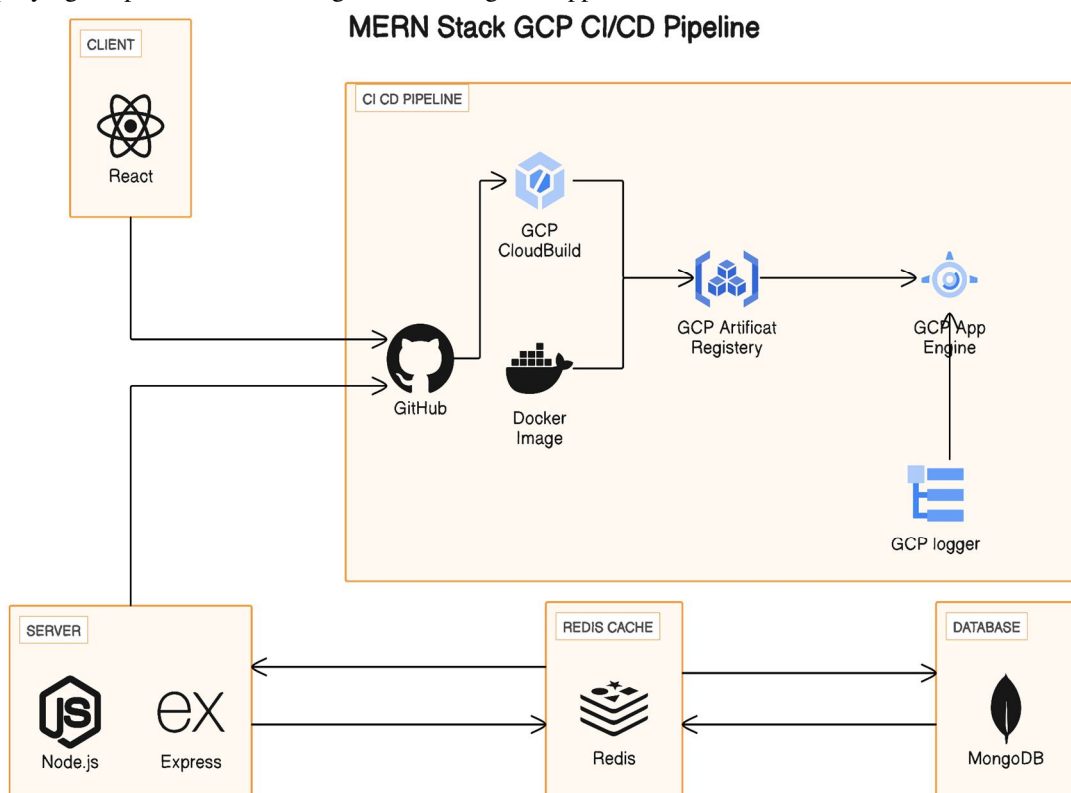 MERN Stack GCP CI/CD Pipeline
CLIENT
React
CI CD PIPELINE
GCP
CloudBuild
GCP Artificat
Registery
GCP App
Engine
GitHub
Docker
Image
GCP logger
SERVER
Node.js
ex
Express
REDIS CACHE
Redis
DATABASE
MongoDB